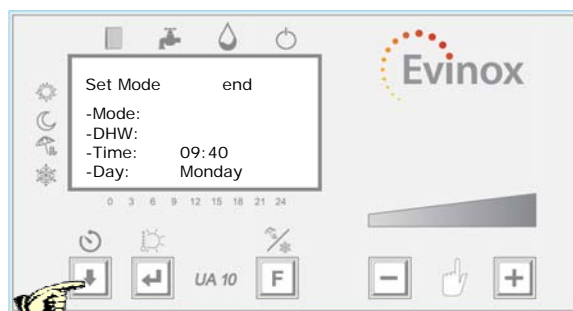 Evinox
Set Mode end
-Mode:
-DHW:
-Time: 09:40
-Day: Monday
0 3 6 9 12 15 18 21 24
UA 10 F